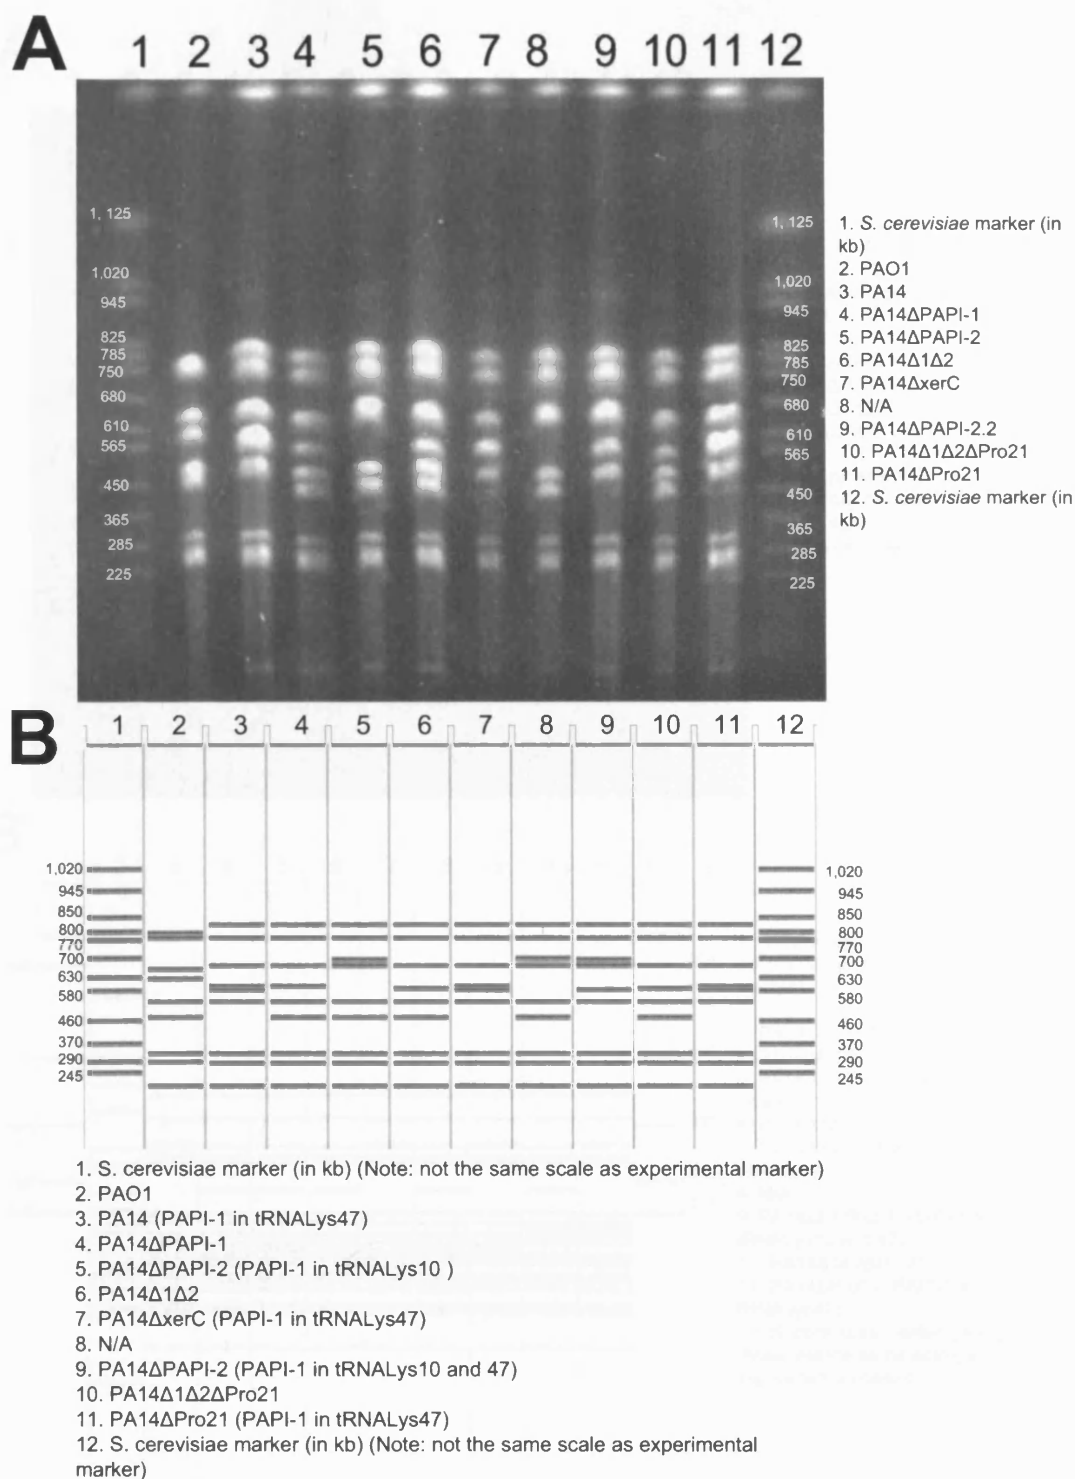 A
1 2 3 4 5 6 7 8 9 10 11 12
1, 125
1,020
945
825
785
750
680
610
565
450
365
285
225
1, 125
1,020
945
825
785
750
680
610
565
450
365
285
225
1. S. cerevisiae marker (in
kb)
2. PAO1
3. PA14
4. PA14ΔPAPI-1
5. PA14ΔPAPI-2
6. PA14Δ1Δ2
7. PA14ΔxerC
8. N/A
9. PA14ΔPAPI-2.2
10. PA14Δ1Δ2ΔPro21
11. PA14ΔPro21
12. S. cerevisiae marker (in
kb)
B
1 2 3 4 5 6 7 8 9 10 11 12
1,020
945
850
800
770
700
630
580
460
370
290
245
1,020
945
850
800
770
700
630
580
460
370
290
245
1. S. cerevisiae marker (in kb) (Note: not the same scale as experimental marker)
2. PAO1
3. PA14 (PAPI-1 in tRNALys47)
4. PA14ΔPAPI-1
5. PA14ΔPAPI-2 (PAPI-1 in tRNALys10 )
6. PA14Δ1Δ2
7. PA14ΔxerC (PAPI-1 in tRNALys47)
8. N/A
9. PA14ΔPAPI-2 (PAPI-1 in tRNALys10 and 47)
10. PA14Δ1Δ2ΔPro21
11. PA14ΔPro21 (PAPI-1 in tRNALys47)
12. S. cerevisiae marker (in kb) (Note: not the same scale as experimental
marker)